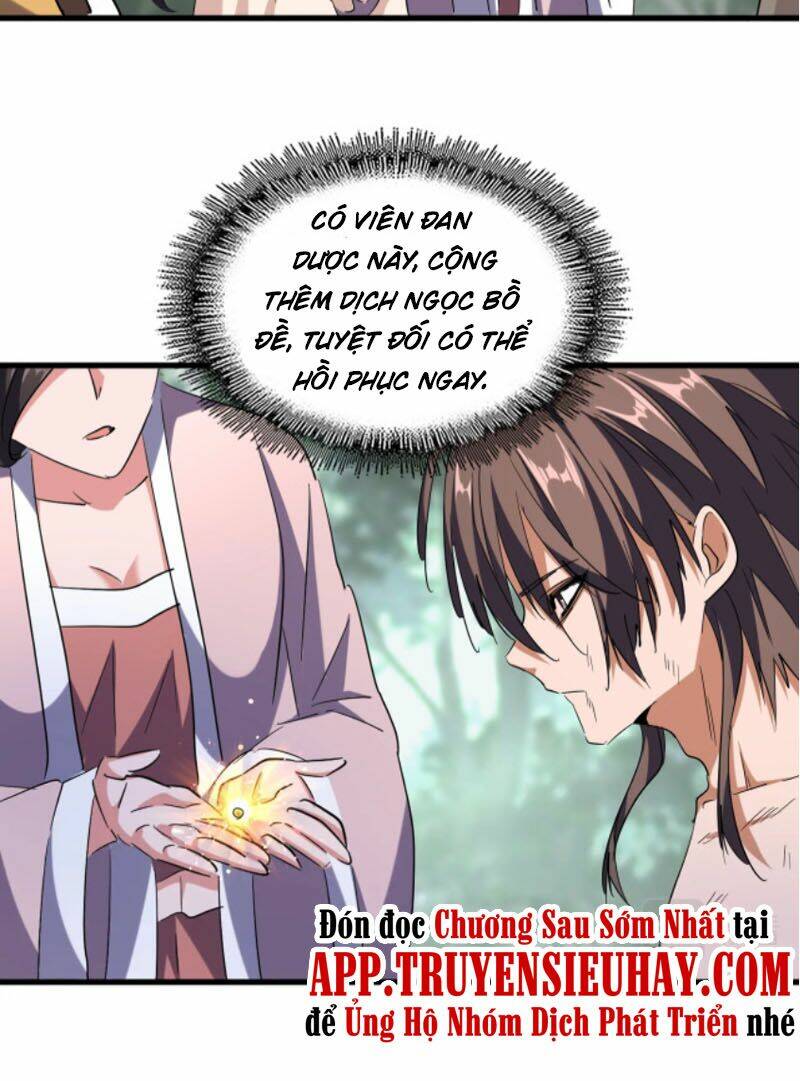 CÓ VIÊN ĐAN
DƯỢC NÀY, CỘNG
THÊM DỊCH NGỌC BỒ
ĐỀ, TUYỆT ĐỐI CÓ THỂ
HỒI PHỤC NGAY.
Đón đọc Chương Sau Sớm Nhất tại
APP.TRUYENSIEUHAY.COM
để Ủng Hộ Nhóm Dịch Phát Triển nhé